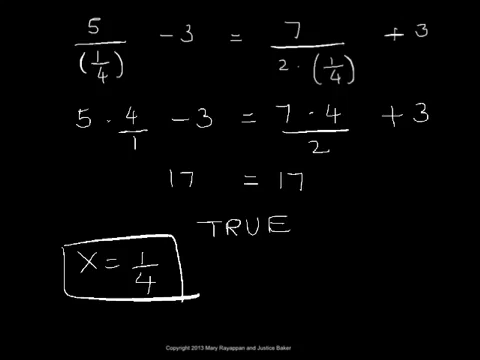 5/(1/4) - 3 = 7/(2 · (1/4)) + 3
5 · 4/1 - 3 = 7 · 4/2 + 3
17 = 17
TRUE
X = 1/4
Copyright 2013 Mary Rayappan and Justice Baker